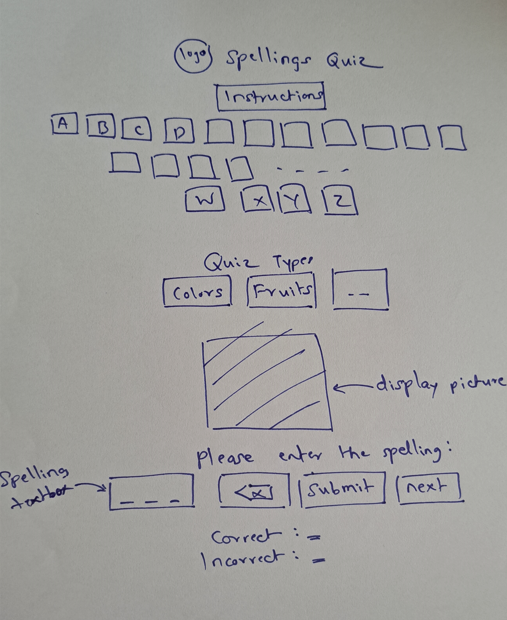 logo Spellings Quiz
Instructions
A B C D
- - - -
W X Y Z
Quiz Types
Colors Fruits --
display picture
please enter the spelling:
Spelling textbox
_ _ _ <x Submit next
Correct : _
Incorrect : _